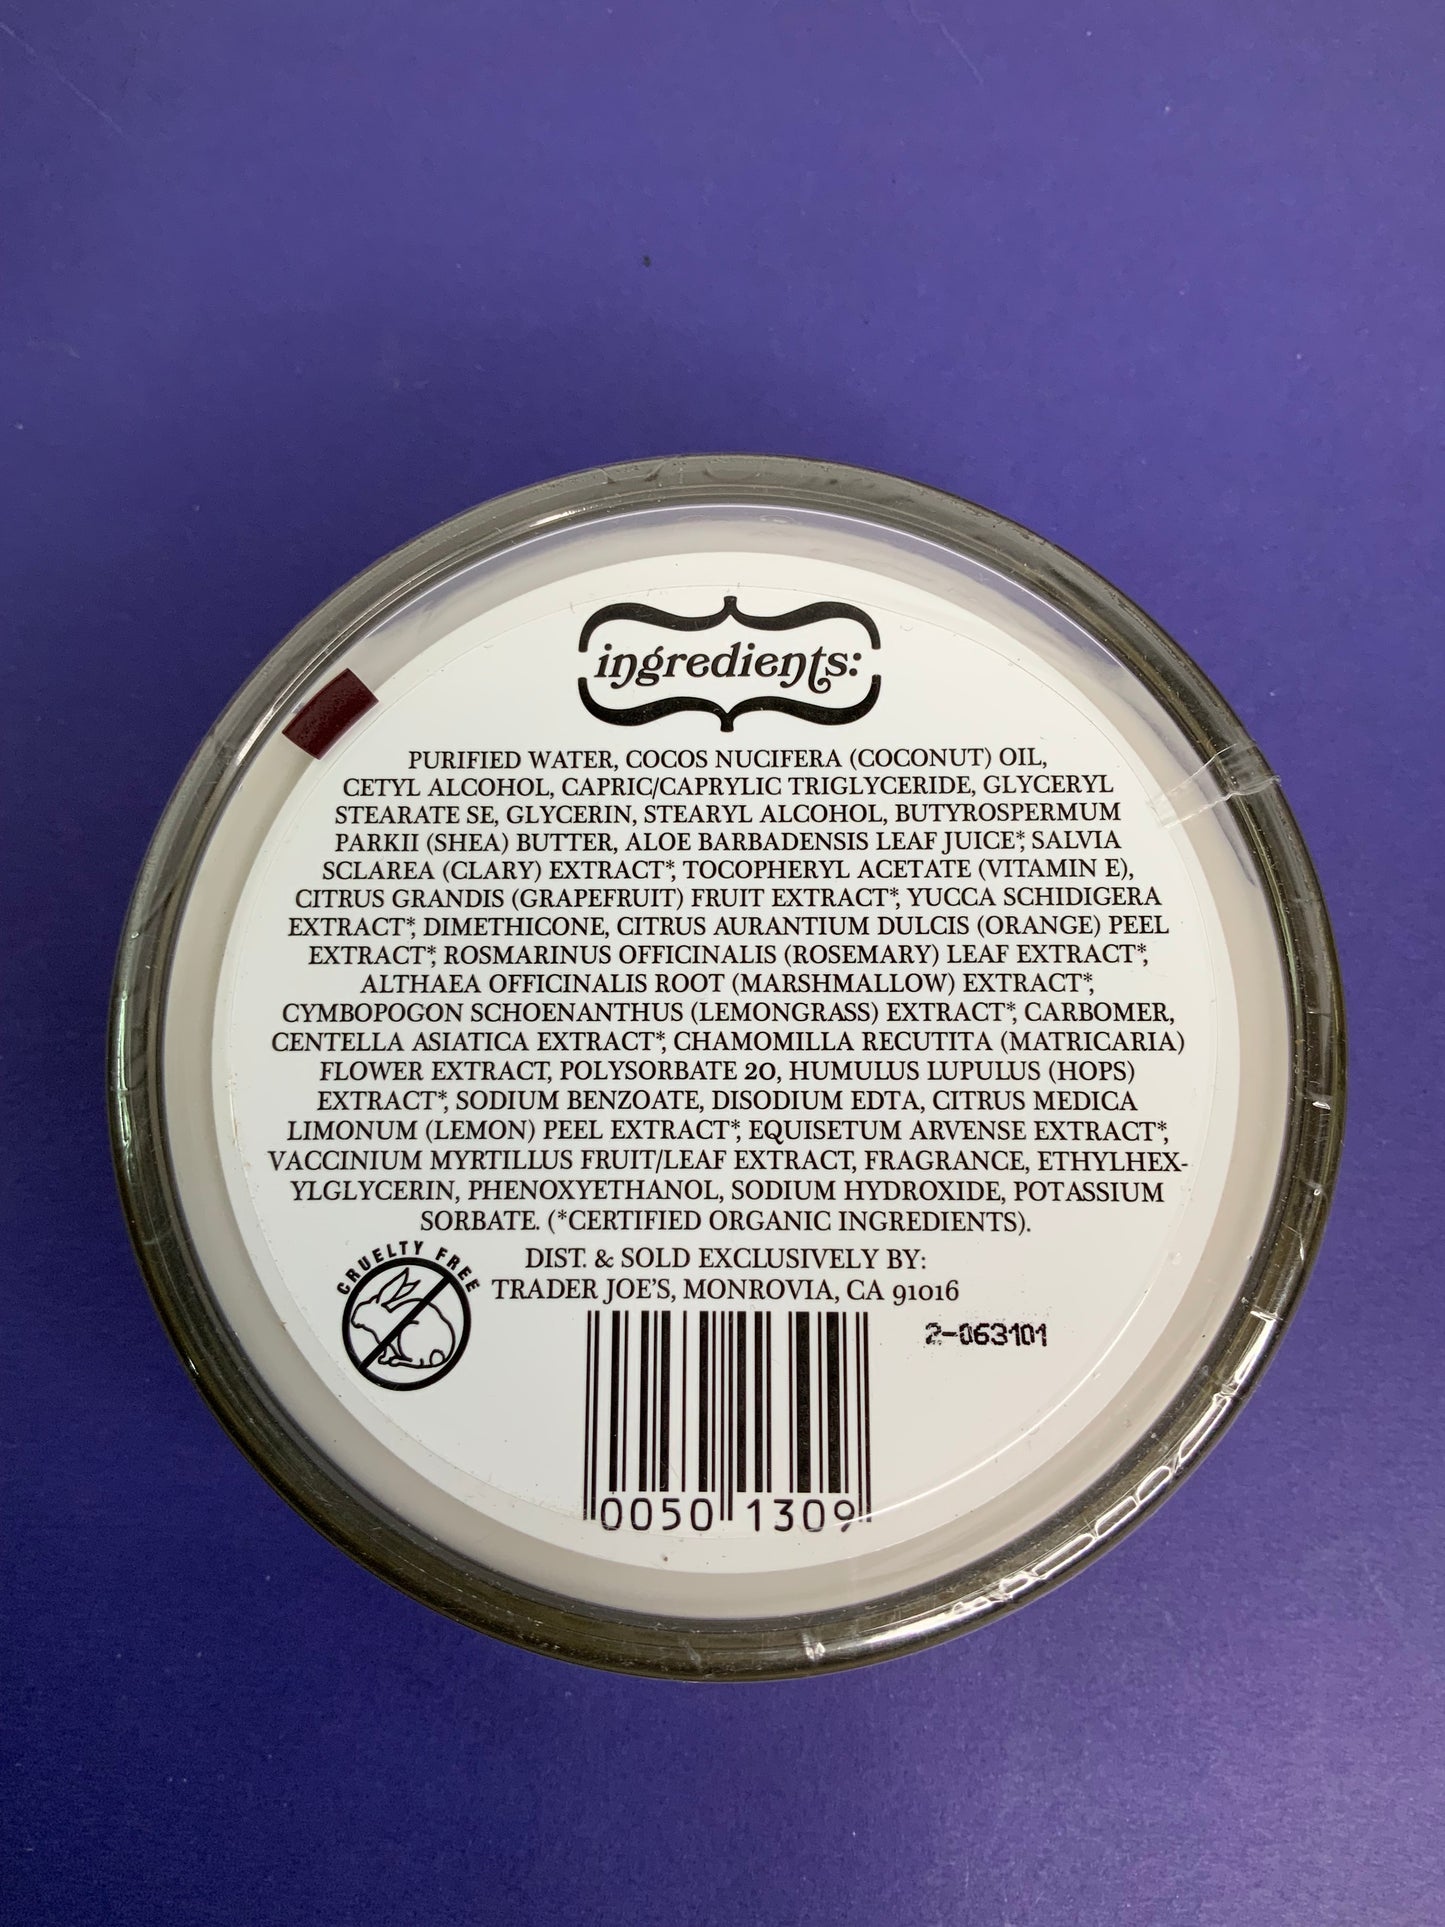 ingredients:
PURIFIED WATER, COCOS NUCIFERA (COCONUT) OIL,
CETYL ALCOHOL, CAPRIC/CAPRYLIC TRIGLYCERIDE, GLYCERYL
STEARATE SE, GLYCERIN, STEARYL ALCOHOL, BUTYROSPERMUM
PARKII (SHEA) BUTTER, ALOE BARBADENSIS LEAF JUICE*, SALVIA
SCLAREA (CLARY) EXTRACT*, TOCOPHERYL ACETATE (VITAMIN E),
CITRUS GRANDIS (GRAPEFRUIT) FRUIT EXTRACT*, YUCCA SCHIDIGERA
EXTRACT*, DIMETHICONE, CITRUS AURANTIUM DULCIS (ORANGE) PEEL
EXTRACT*, ROSMARINUS OFFICINALIS (ROSEMARY) LEAF EXTRACT*,
ALTHAEA OFFICINALIS ROOT (MARSHMALLOW) EXTRACT*,
CYMBOPOGON SCHOENANTHUS (LEMONGRASS) EXTRACT*, CARBOMER,
CENTELLA ASIATICA EXTRACT*, CHAMOMILLA RECUTITA (MATRICARIA)
FLOWER EXTRACT, POLYSORBATE 20, HUMULUS LUPULUS (HOPS)
EXTRACT*, SODIUM BENZOATE, DISODIUM EDTA, CITRUS MEDICA
LIMONUM (LEMON) PEEL EXTRACT*, EQUISETUM ARVENSE EXTRACT*,
VACCINIUM MYRTILLUS FRUIT/LEAF EXTRACT, FRAGRANCE, ETHYLHEX-
YLGLYCERIN, PHENOXYETHANOL, SODIUM HYDROXIDE, POTASSIUM
SORBATE. (*CERTIFIED ORGANIC INGREDIENTS).
CRUELTY FREE
DIST. & SOLD EXCLUSIVELY BY:
TRADER JOE'S, MONROVIA, CA 91016
2-063101
0050 1309